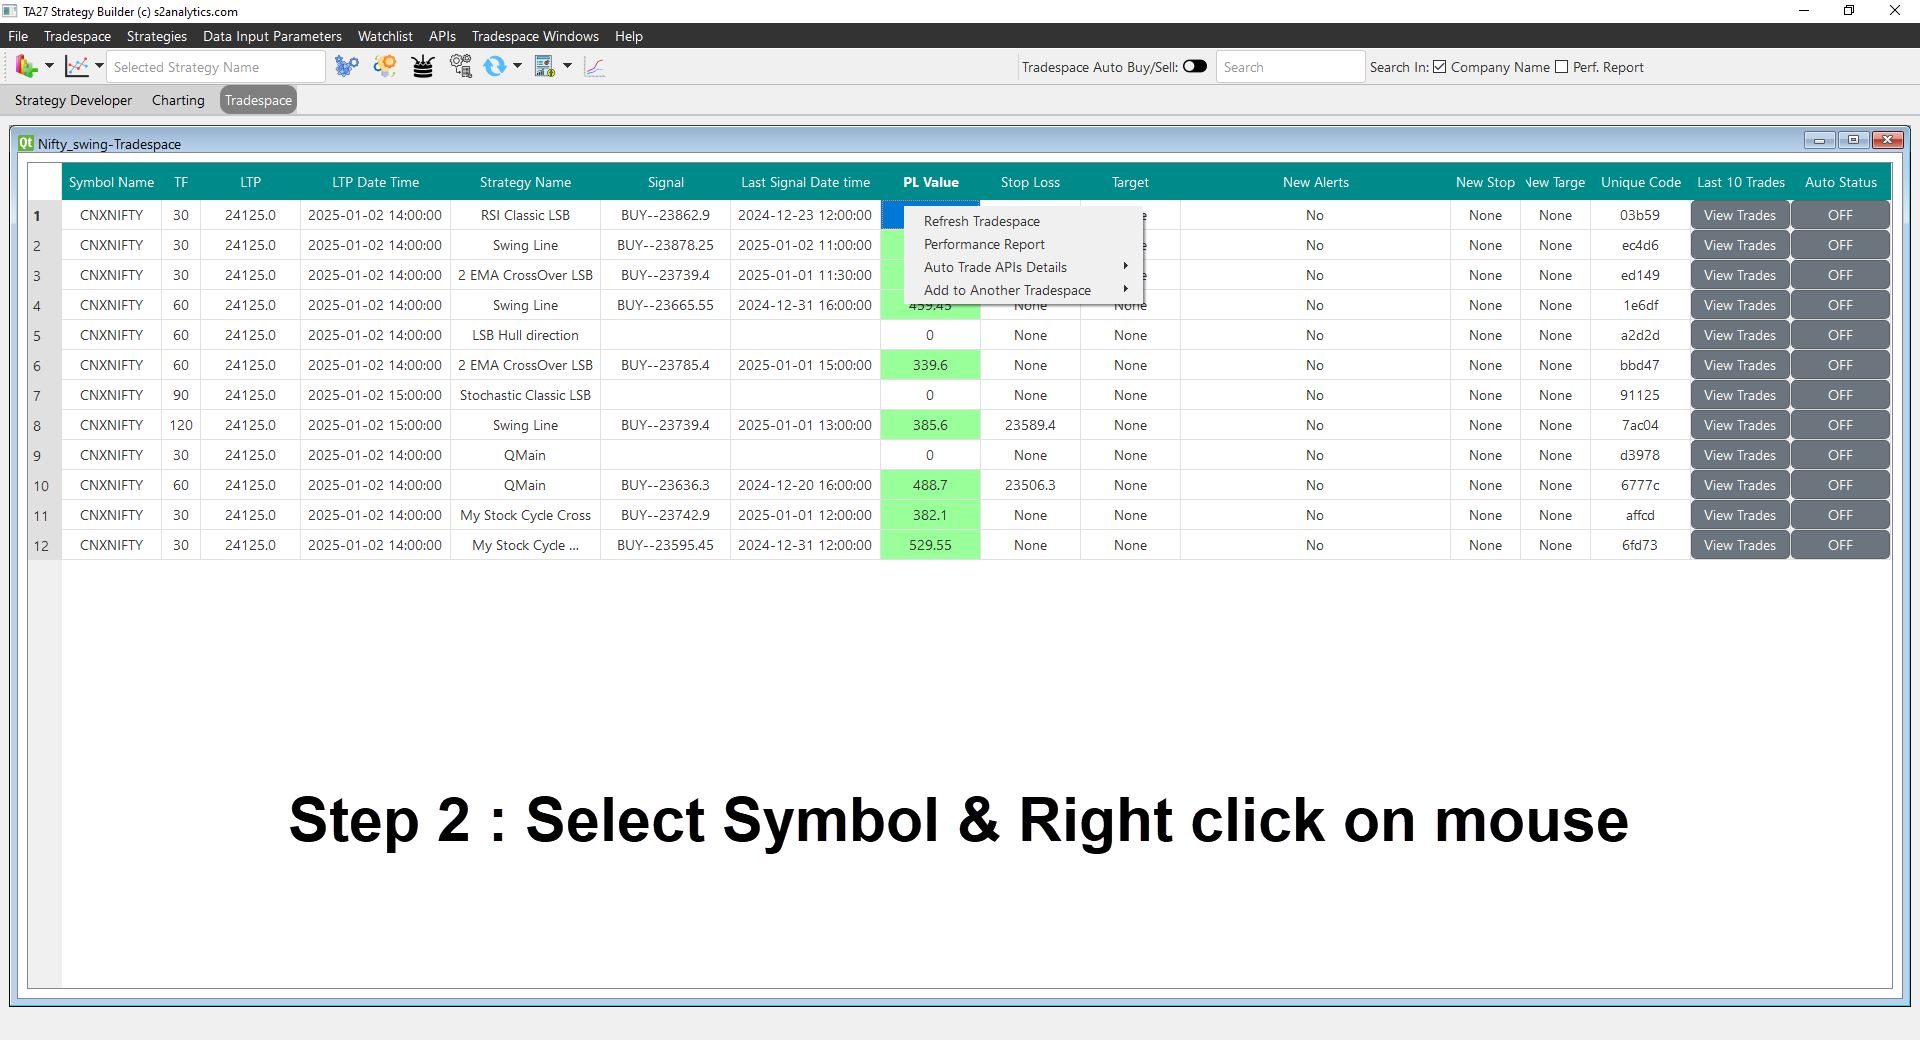 TA27 Strategy Builder (c) s2analytics.com
File Tradespace Strategies Data Input Parameters Watchlist APIs Tradespace Windows Help
Selected Strategy Name Tradespace Auto Buy/Sell: Search Search In: Company Name Perf. Report
Strategy Developer Charting Tradespace
Qt Nifty_swing-Tradespace
Symbol Name TF LTP LTP Date Time Strategy Name Signal Last Signal Date time PL Value Stop Loss Target New Alerts New Stop New Targe Unique Code Last 10 Trades Auto Status
1 CNXNIFTY 30 24125.0 2025-01-02 14:00:00 RSI Classic LSB BUY--23862.9 2024-12-23 12:00:00 No None None 03b59 View Trades OFF
Refresh Tradespace
2 CNXNIFTY 30 24125.0 2025-01-02 14:00:00 Swing Line BUY--23878.25 2025-01-02 11:00:00 No None None ec4d6 View Trades OFF
Performance Report
3 CNXNIFTY 30 24125.0 2025-01-02 14:00:00 2 EMA CrossOver LSB BUY--23739.4 2025-01-01 11:30:00 No None None ed149 View Trades OFF
Auto Trade APIs Details
Add to Another Tradespace
4 CNXNIFTY 60 24125.0 2025-01-02 14:00:00 Swing Line BUY--23665.55 2024-12-31 16:00:00 459.45 None None No None None 1e6df View Trades OFF
5 CNXNIFTY 60 24125.0 2025-01-02 14:00:00 LSB Hull direction 0 None None No None None a2d2d View Trades OFF
6 CNXNIFTY 60 24125.0 2025-01-02 14:00:00 2 EMA CrossOver LSB BUY--23785.4 2025-01-01 15:00:00 339.6 None None No None None bbd47 View Trades OFF
7 CNXNIFTY 90 24125.0 2025-01-02 15:00:00 Stochastic Classic LSB 0 None None No None None 91125 View Trades OFF
8 CNXNIFTY 120 24125.0 2025-01-02 15:00:00 Swing Line BUY--23739.4 2025-01-01 13:00:00 385.6 23589.4 None No None None 7ac04 View Trades OFF
9 CNXNIFTY 30 24125.0 2025-01-02 14:00:00 QMain 0 None None No None None d3978 View Trades OFF
10 CNXNIFTY 60 24125.0 2025-01-02 14:00:00 QMain BUY--23636.3 2024-12-20 16:00:00 488.7 23506.3 None No None None 6777c View Trades OFF
11 CNXNIFTY 30 24125.0 2025-01-02 14:00:00 My Stock Cycle Cross BUY--23742.9 2025-01-01 12:00:00 382.1 None None No None None affcd View Trades OFF
12 CNXNIFTY 30 24125.0 2025-01-02 14:00:00 My Stock Cycle ... BUY--23595.45 2024-12-31 12:00:00 529.55 None None No None None 6fd73 View Trades OFF
Step 2 : Select Symbol & Right click on mouse